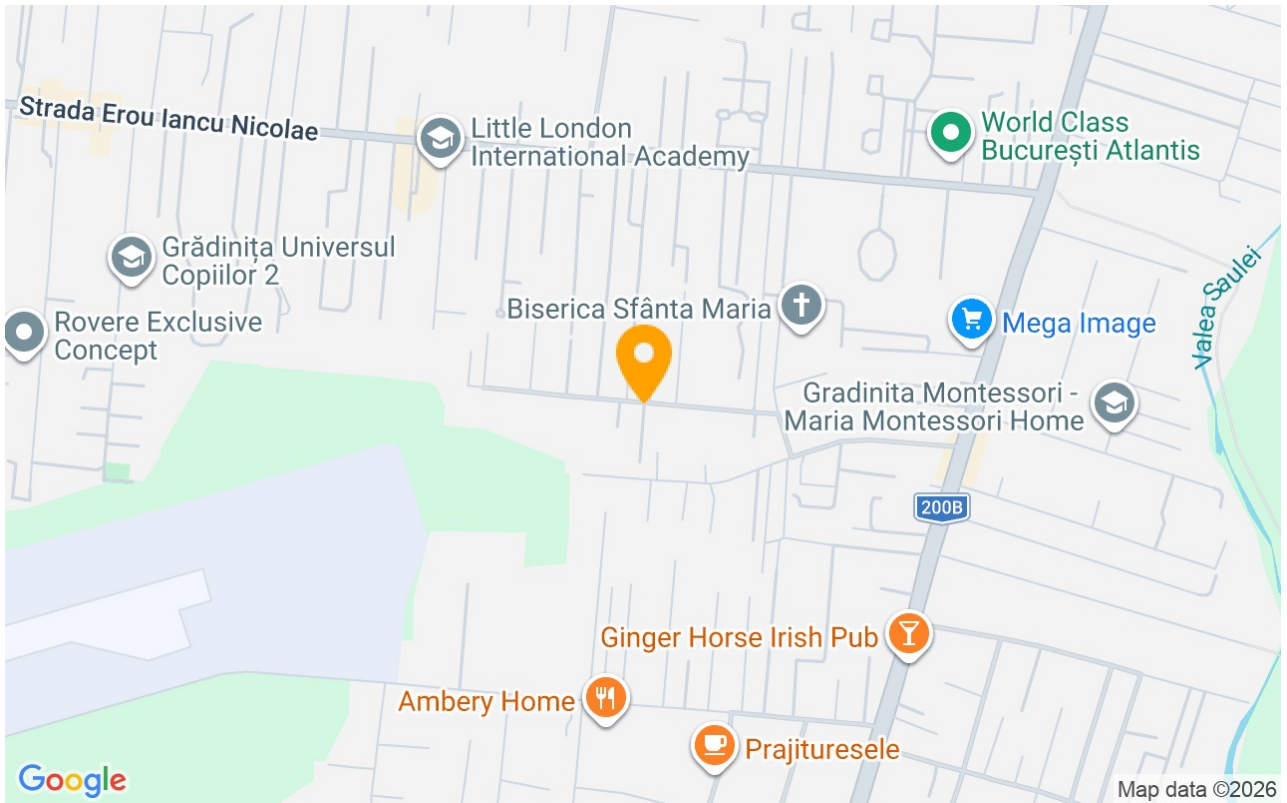 Strada Erou Iancu Nicolae
Little London
International Academy
World Class
București Atlantis
Grădinița Universul
Copiilor 2
Valea Saulei
Biserica Sfânta Maria
Rovere Exclusive
Concept
Mega Image
Gradinita Montessori -
Maria Montessori Home
200B
Ginger Horse Irish Pub
Ambery Home
Prajituresele
Google
Map data ©2026